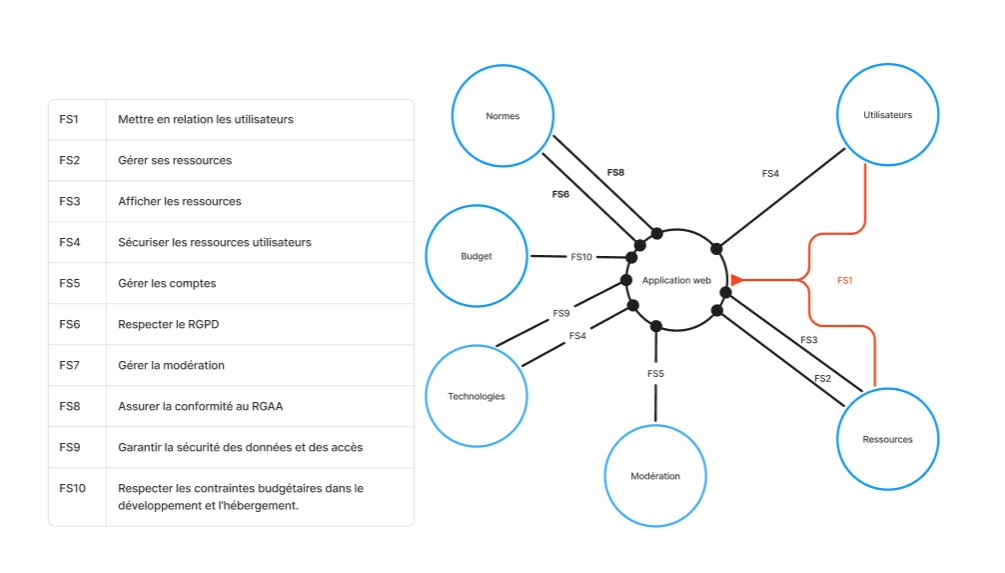 FS1 Mettre en relation les utilisateurs
FS2 Gérer ses ressources
FS3 Afficher les ressources
FS4 Sécuriser les ressources utilisateurs
FS5 Gérer les comptes
FS6 Respecter le RGPD
FS7 Gérer la modération
FS8 Assurer la conformité au RGAA
FS9 Garantir la sécurité des données et des accès
FS10 Respecter les contraintes budgétaires dans le
développement et l'hébergement.
Normes
Utilisateurs
FS8
FS4
FS6
Budget
FS10
Application web
FS1
FS9
FS4
FS3
FS5
FS2
Technologies
Ressources
Modération